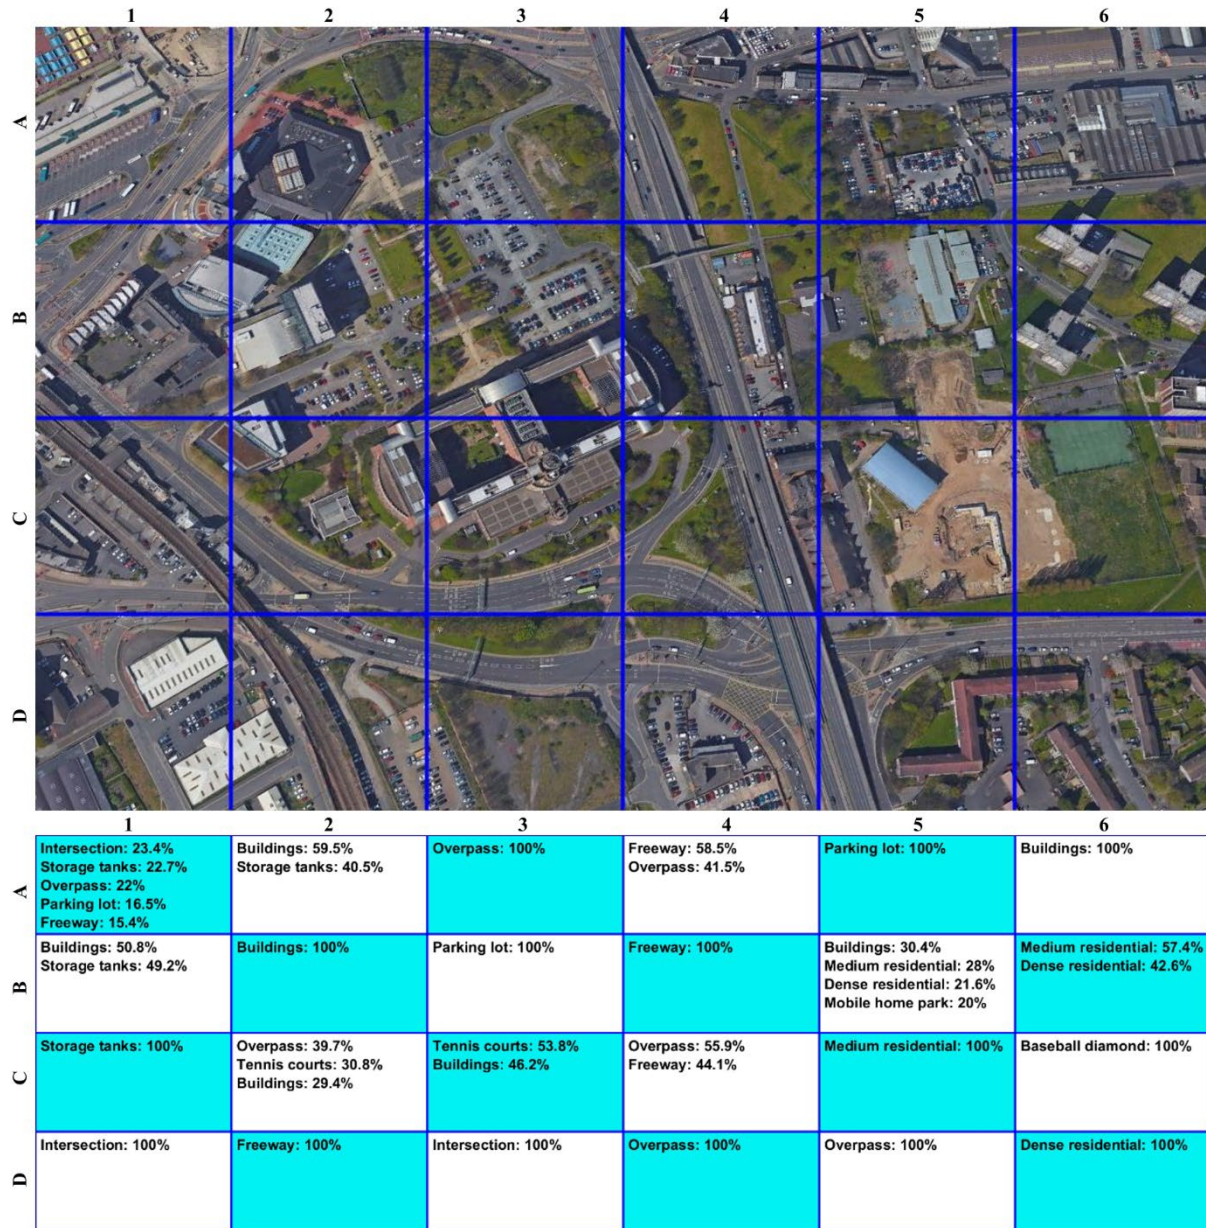 1 2 3 4 5 6
A
B
C
D
1 2 3 4 5 6
A
Intersection: 23.4%
Storage tanks: 22.7%
Overpass: 22%
Parking lot: 16.5%
Freeway: 15.4%
Buildings: 59.5%
Storage tanks: 40.5%
Overpass: 100%
Freeway: 58.5%
Overpass: 41.5%
Parking lot: 100%
Buildings: 100%
B
Buildings: 50.8%
Storage tanks: 49.2%
Buildings: 100%
Parking lot: 100%
Freeway: 100%
Buildings: 30.4%
Medium residential: 28%
Dense residential: 21.6%
Mobile home park: 20%
Medium residential: 57.4%
Dense residential: 42.6%
C
Storage tanks: 100%
Overpass: 39.7%
Tennis courts: 30.8%
Buildings: 29.4%
Tennis courts: 53.8%
Buildings: 46.2%
Overpass: 55.9%
Freeway: 44.1%
Medium residential: 100%
Baseball diamond: 100%
D
Intersection: 100%
Freeway: 100%
Intersection: 100%
Overpass: 100%
Overpass: 100%
Dense residential: 100%